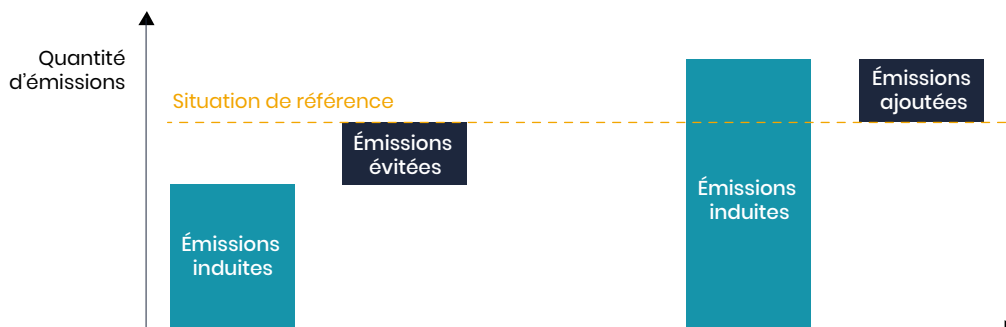 Quantité
d'émissions
Situation de référence
Émissions
évitées
Émissions
induites
Émissions
induites
Émissions
ajoutées